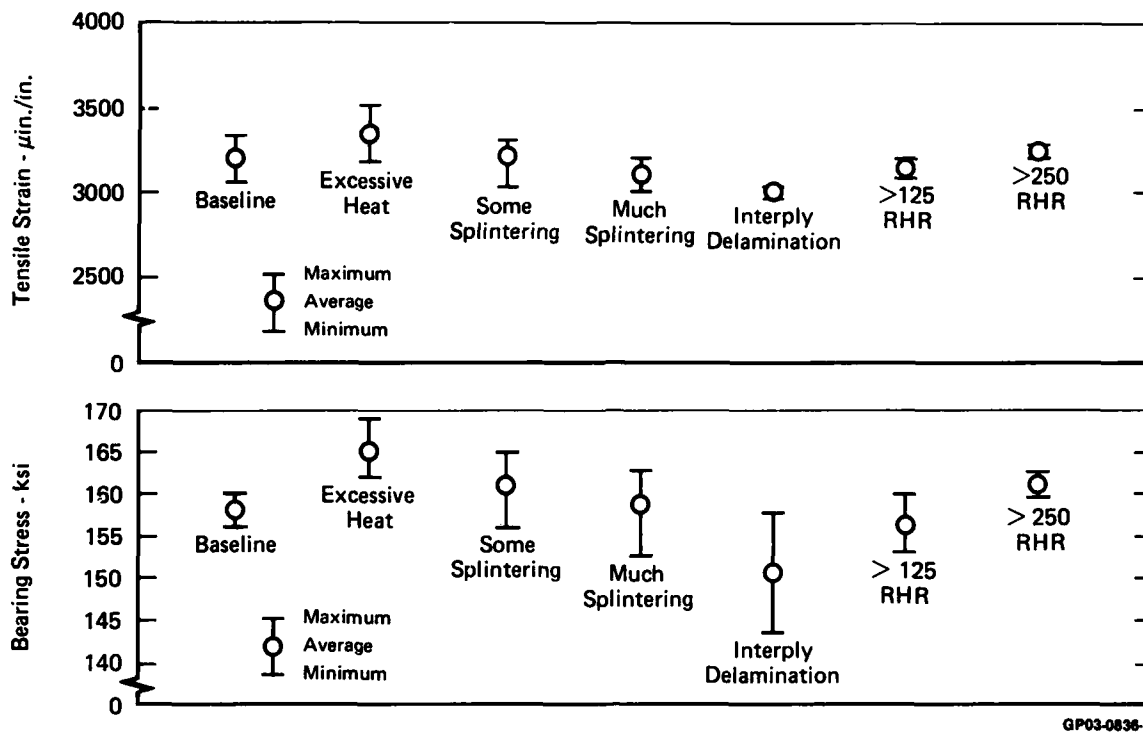 4000
3500
3000
2500
0
Tensile Strain - μin./in.
Baseline
Excessive
Heat
Some
Splintering
Much
Splintering
Interply
Delamination
>125
RHR
>250
RHR
Maximum
Average
Minimum
170
165
160
155
150
145
140
0
Bearing Stress - ksi
Baseline
Excessive
Heat
Some
Splintering
Much
Splintering
Interply
Delamination
> 125
RHR
> 250
RHR
Maximum
Average
Minimum
GP03-0836-